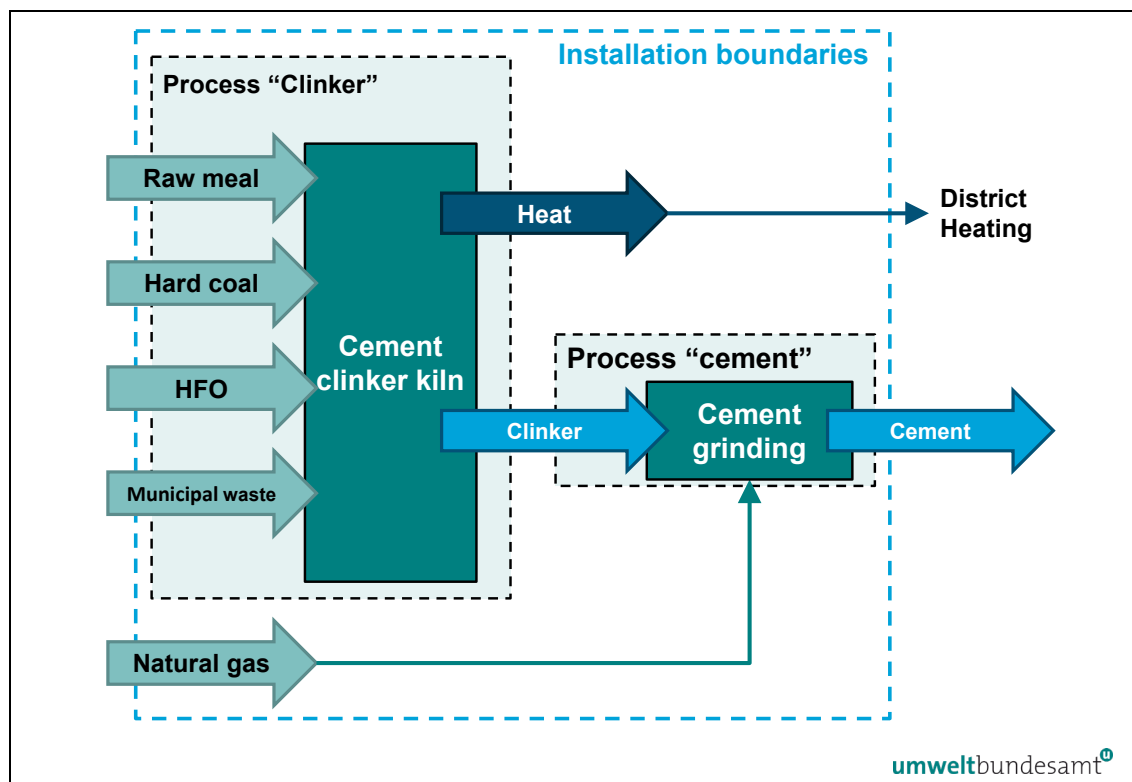 Installation boundaries
Process “Clinker”
Raw meal
Heat
District
Heating
Hard coal
Cement
clinker kiln
Process “cement”
HFO
Clinker
Cement
grinding
Cement
Municipal waste
Natural gas
umweltbundesamt
u